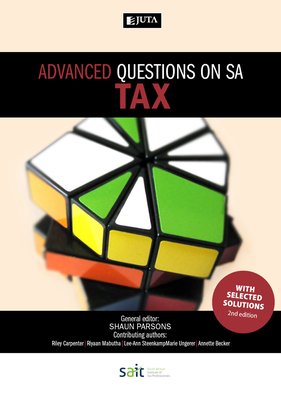 JUTA
ADVANCED QUESTIONS ON SA
TAX
WITH
SELECTED
SOLUTIONS
2nd edition
General editor:
SHAUN PARSONS
Contributing authors:
Riley Carpenter | Riyaan Mabutha | Lee-Ann SteenkampMarie Ungerer | Annette Becker
sait